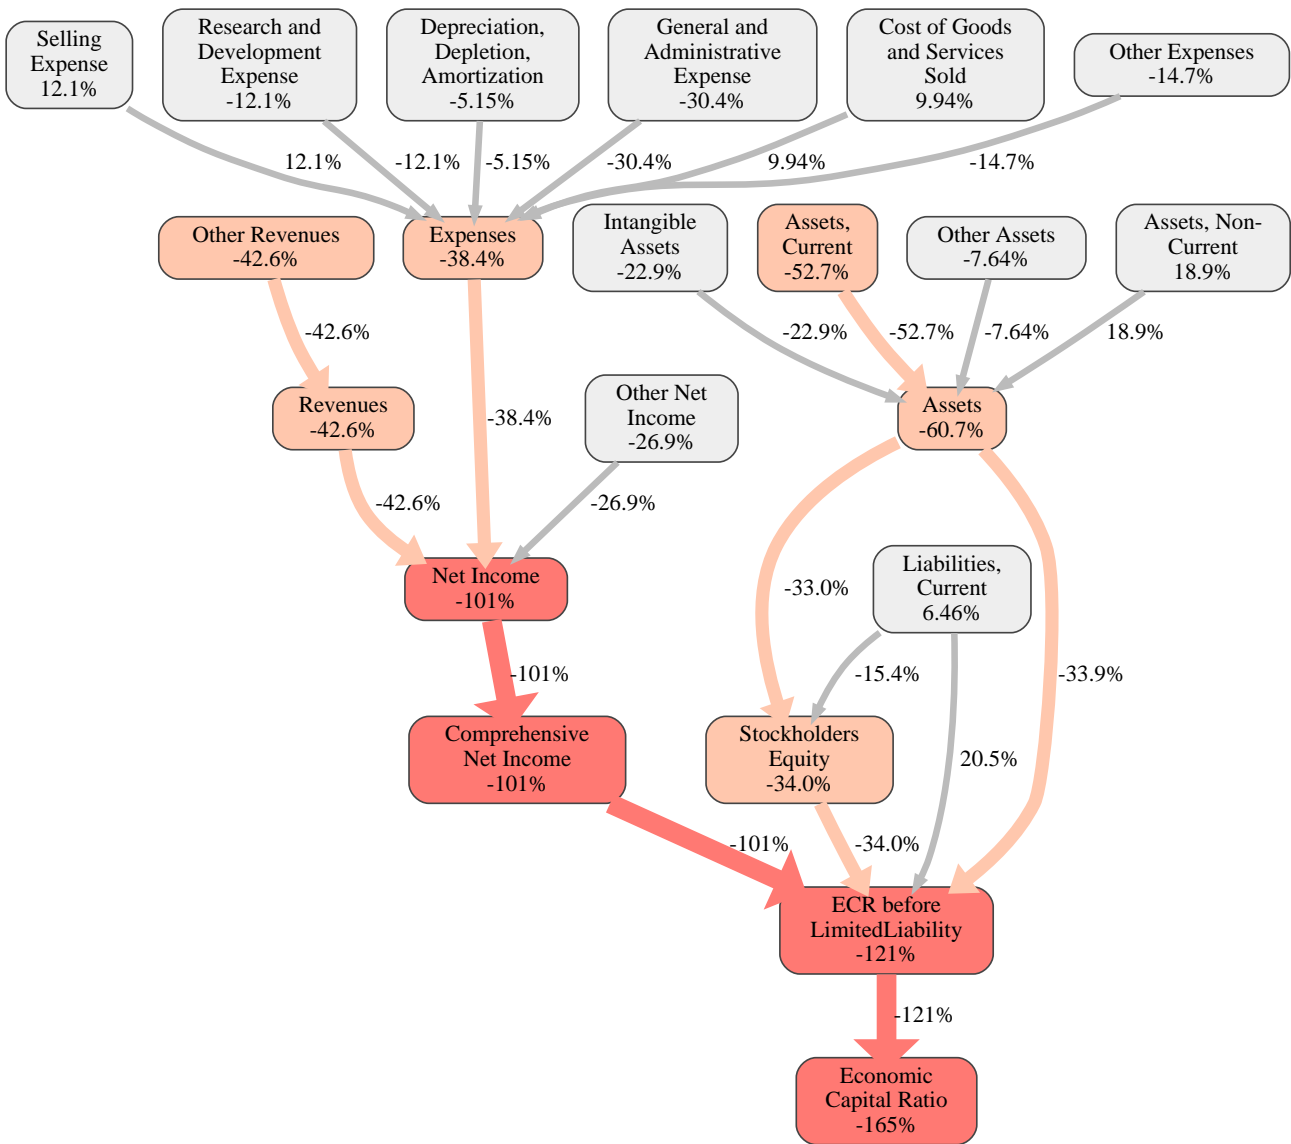 Selling
Expense
12.1%
Research and
Development
Expense
-12.1%
Depreciation,
Depletion,
Amortization
-5.15%
General and
Administrative
Expense
-30.4%
Cost of Goods
and Services
Sold
9.94%
Other Expenses
-14.7%
12.1%
-12.1%
-5.15%
-30.4%
9.94%
-14.7%
Other Revenues
-42.6%
Expenses
-38.4%
Intangible
Assets
-22.9%
Assets,
Current
-52.7%
Other Assets
-7.64%
Assets, Non-
Current
18.9%
-42.6%
-22.9%
-52.7%
-7.64%
18.9%
Revenues
-42.6%
-38.4%
Other Net
Income
-26.9%
Assets
-60.7%
-42.6%
-26.9%
Net Income
-101%
-33.0%
Liabilities,
Current
6.46%
-101%
-15.4%
-33.9%
Comprehensive
Net Income
-101%
Stockholders
Equity
-34.0%
20.5%
-101%
-34.0%
ECR before
LimitedLiability
-121%
-121%
Economic
Capital Ratio
-165%